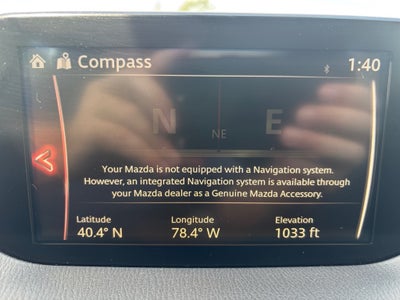 Compass 1:40
N NE E
Your Mazda is not equipped with a Navigation system.
However, an integrated Navigation system is available through
your Mazda dealer as a Genuine Mazda Accessory.
Latitude Longitude Elevation
40.4° N 78.4° W 1033 ft